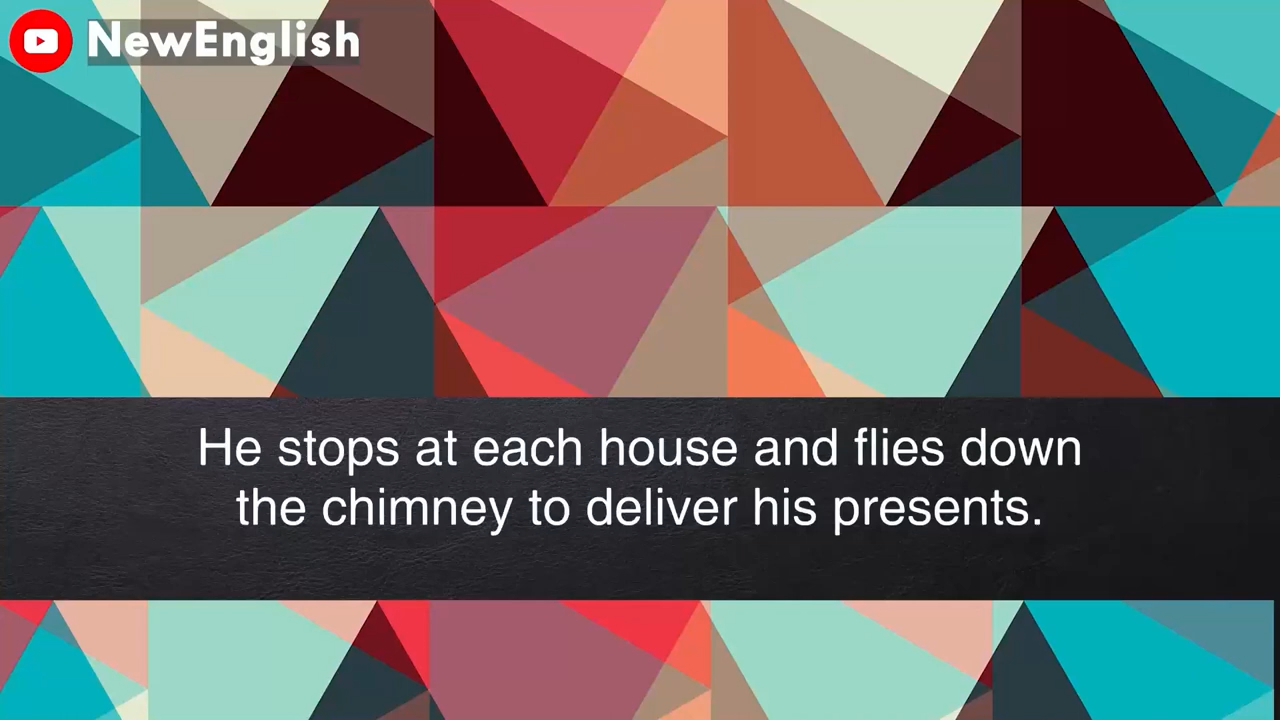 NewEnglish
He stops at each house and flies down
the chimney to deliver his presents.